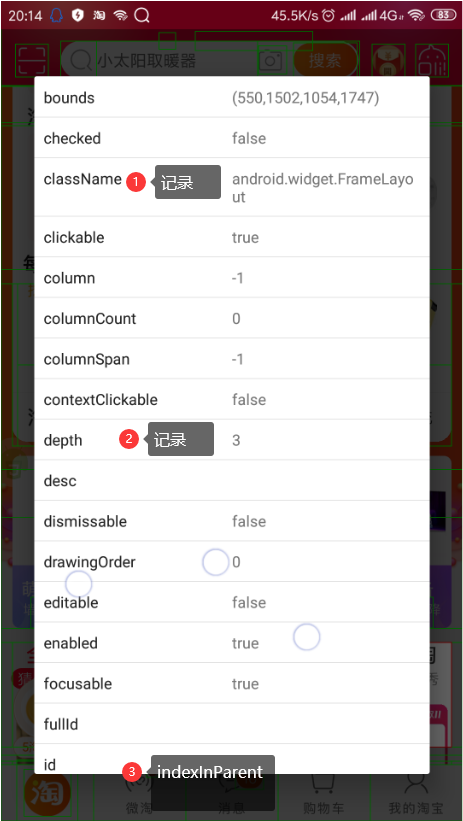 20:14 45.5K/s 4G 83
小太阳取暖器 搜索
bounds (550,1502,1054,1747)
checked false
className 1 记录 android.widget.FrameLayo
ut
clickable true
column -1
columnCount 0
columnSpan -1
contextClickable false
depth 2 记录 3
desc
dismissable false
drawingOrder 0
editable false
enabled true
focusable true
fullId
id
3 indexInParent
淘 微淘 消息 购物车 我的淘宝